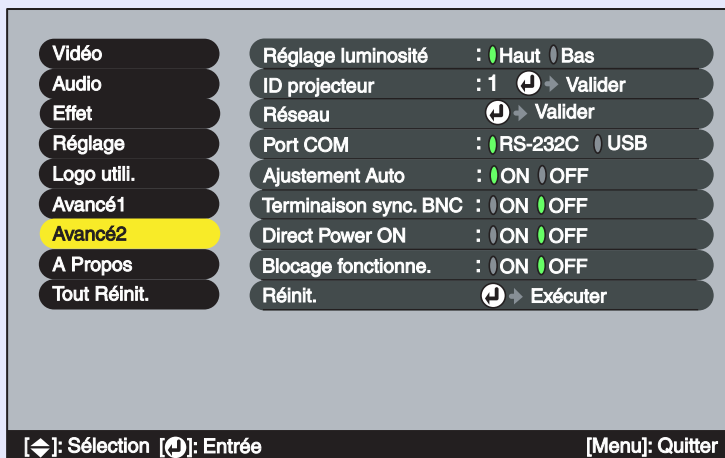 Vidéo
Audio
Effet
Réglage
Logo utili.
Avancé1
Avancé2
A Propos
Tout Réinit.
Réglage luminosité : Haut Bas
ID projecteur : 1 Valider
Réseau Valider
Port COM : RS-232C USB
Ajustement Auto : ON OFF
Terminaison sync. BNC : ON OFF
Direct Power ON : ON OFF
Blocage fonctionne. : ON OFF
Réinit. Exécuter
[ ]: Sélection [ ]: Entrée [Menu]: Quitter